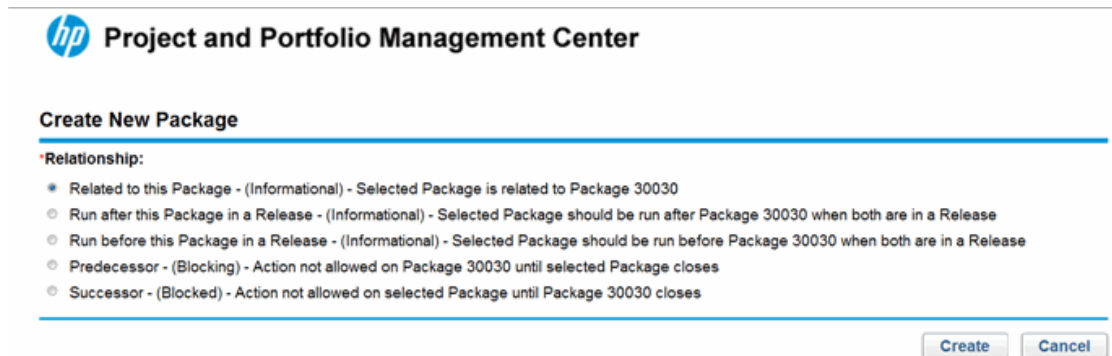 hp Project and Portfolio Management Center
Create New Package
*Relationship:
Related to this Package - (Informational) - Selected Package is related to Package 30030
Run after this Package in a Release - (Informational) - Selected Package should be run after Package 30030 when both are in a Release
Run before this Package in a Release - (Informational) - Selected Package should be run before Package 30030 when both are in a Release
Predecessor - (Blocking) - Action not allowed on Package 30030 until selected Package closes
Successor - (Blocked) - Action not allowed on selected Package until Package 30030 closes
Create Cancel